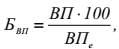 Б_ВП = ВП · 100 / ВП_е ,